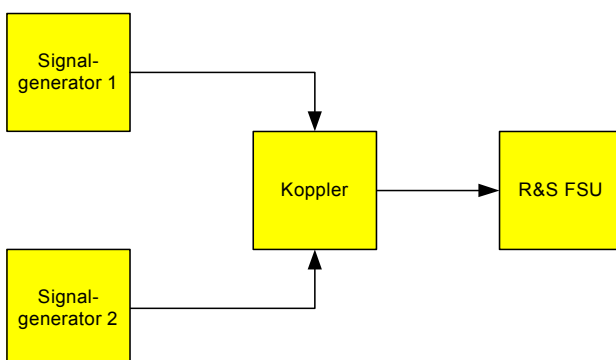 Signal-
generator 1
Koppler
R&S FSU
Signal-
generator 2